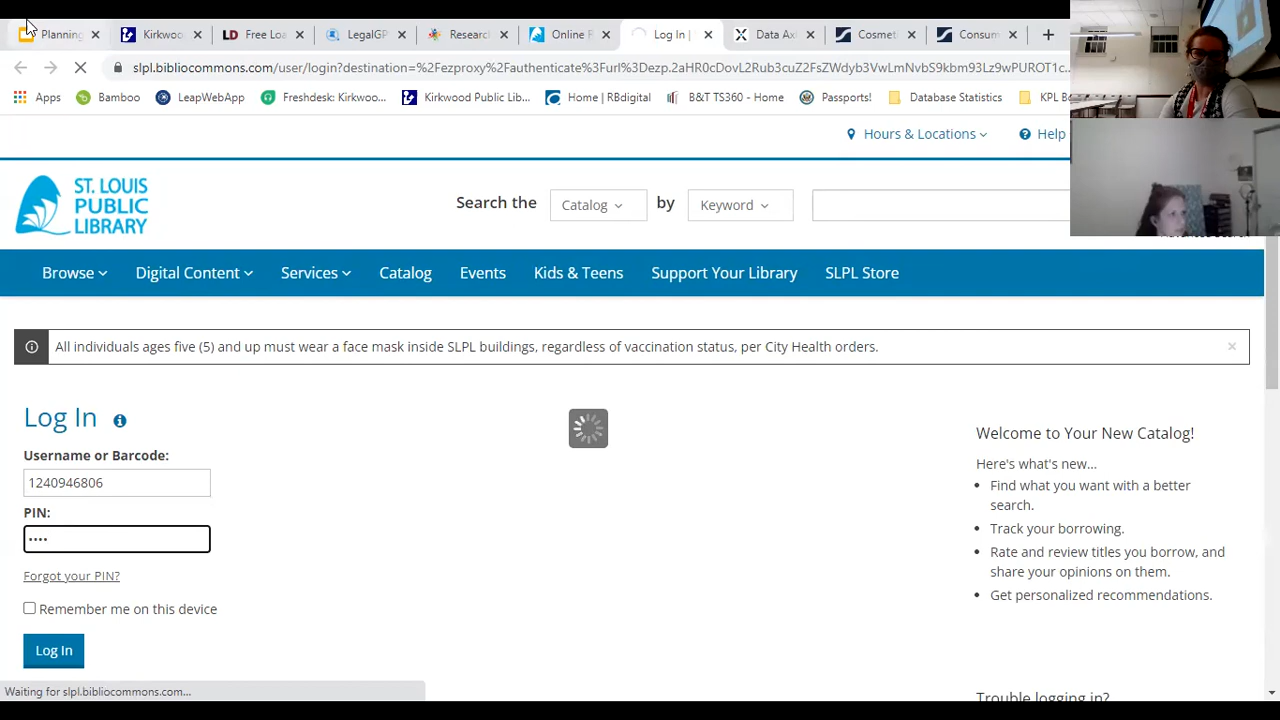 Planning
Kirkwo
Free Loa
LegalGP
Researc
Online R
Log In |
Data Axi
Cosmeti
Consum
slpl.bibliocommons.com/user/login?destination=%2Fezproxy%2Fauthenticate%3Furl%3Dezp.2aHR0cDovL2Rub3cuZ2FsZWdyb3VwLmNvbS9kbm93Lz9wPUROT1c...
Apps
Bamboo
LeapWebApp
Freshdesk: Kirkwoo...
Kirkwood Public Lib...
Home | RBdigital
B&T TS360 - Home
Passports!
Database Statistics
KPL B
Hours & Locations
Help
ST. LOUIS
PUBLIC
LIBRARY
Search the
Catalog
by
Keyword
Browse
Digital Content
Services
Catalog
Events
Kids & Teens
Support Your Library
SLPL Store
All individuals ages five (5) and up must wear a face mask inside SLPL buildings, regardless of vaccination status, per City Health orders.
Log In
Username or Barcode:
1240946806
PIN:
••••
Forgot your PIN?
Remember me on this device
Log In
Welcome to Your New Catalog!
Here's what's new...
Find what you want with a better
search.
Track your borrowing.
Rate and review titles you borrow, and
share your opinions on them.
Get personalized recommendations.
Trouble logging in?
Waiting for slpl.bibliocommons.com...